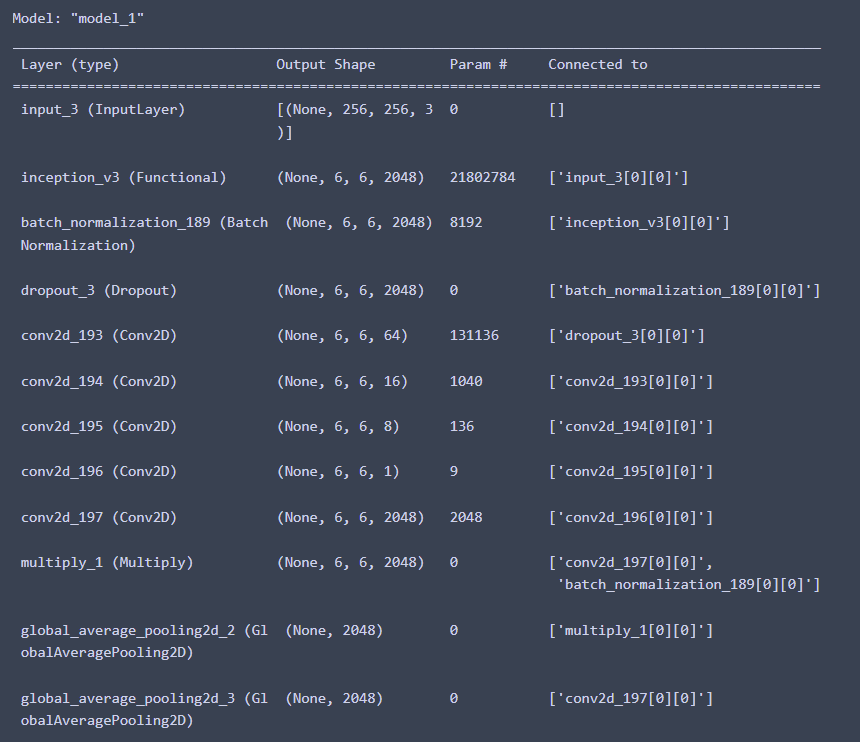 Model: "model_1"
Layer (type) Output Shape Param # Connected to
input_3 (InputLayer) [(None, 256, 256, 3 0 []
)]
inception_v3 (Functional) (None, 6, 6, 2048) 21802784 ['input_3[0][0]']
batch_normalization_189 (Batch (None, 6, 6, 2048) 8192 ['inception_v3[0][0]']
Normalization)
dropout_3 (Dropout) (None, 6, 6, 2048) 0 ['batch_normalization_189[0][0]']
conv2d_193 (Conv2D) (None, 6, 6, 64) 131136 ['dropout_3[0][0]']
conv2d_194 (Conv2D) (None, 6, 6, 16) 1040 ['conv2d_193[0][0]']
conv2d_195 (Conv2D) (None, 6, 6, 8) 136 ['conv2d_194[0][0]']
conv2d_196 (Conv2D) (None, 6, 6, 1) 9 ['conv2d_195[0][0]']
conv2d_197 (Conv2D) (None, 6, 6, 2048) 2048 ['conv2d_196[0][0]']
multiply_1 (Multiply) (None, 6, 6, 2048) 0 ['conv2d_197[0][0]',
'batch_normalization_189[0][0]']
global_average_pooling2d_2 (Gl (None, 2048) 0 ['multiply_1[0][0]']
obalAveragePooling2D)
global_average_pooling2d_3 (Gl (None, 2048) 0 ['conv2d_197[0][0]']
obalAveragePooling2D)